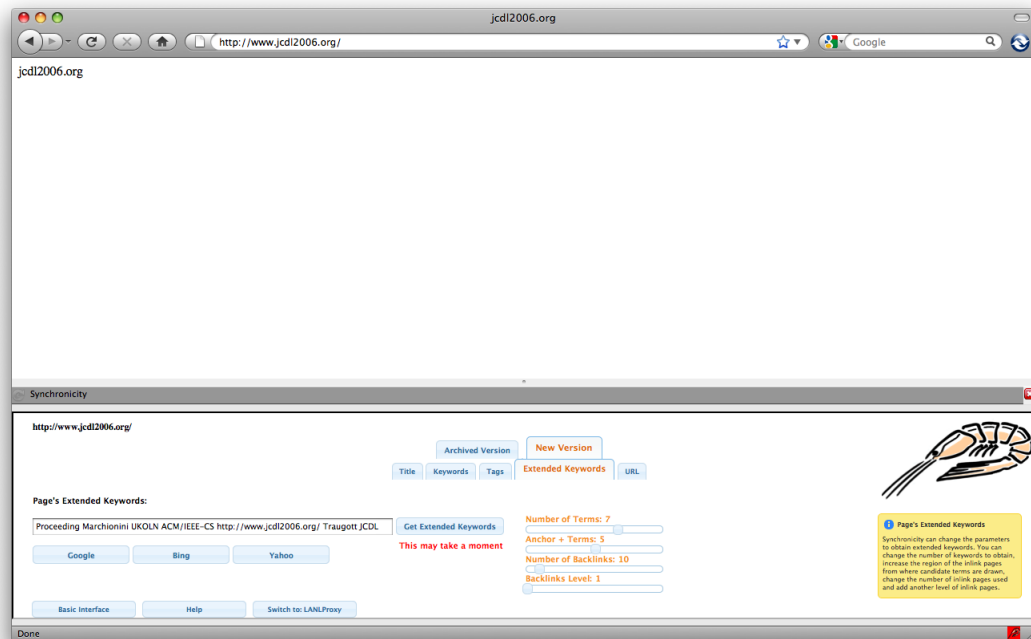 jcdl2006.org
http://www.jcdl2006.org/
Google
jcdl2006.org
Synchronicity
http://www.jcdl2006.org/
Archived Version
New Version
Title
Keywords
Tags
Extended Keywords
URL
Page's Extended Keywords:
Proceeding Marchionini UKOLN ACM/IEEE-CS http://www.jcdl2006.org/ Traugott JCDL
Get Extended Keywords
This may take a moment
Google
Bing
Yahoo
Number of Terms: 7
Anchor + Terms: 5
Number of Backlinks: 10
Backlinks Level: 1
Page's Extended Keywords
Synchronicity can change the parameters
to obtain extended keywords. You can
change the number of keywords to obtain,
increase the region of the inlink pages
from where candidate terms are drawn,
change the number of inlink pages used
and add another level of inlink pages.
Basic Interface
Help
Switch to: LANLProxy
Done